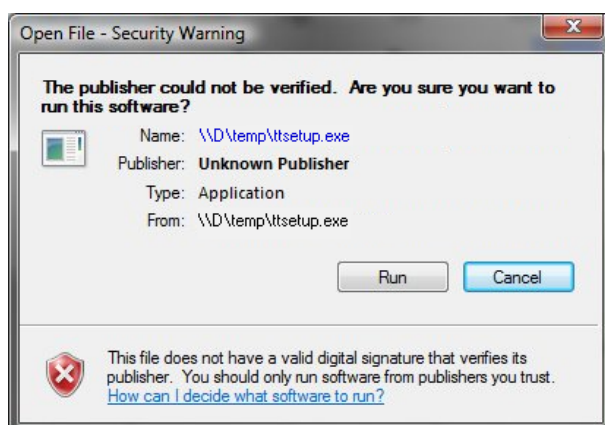 Open File - Security Warning
The publisher could not be verified. Are you sure you want to
run this software?
Name: \\D\temp\ttsetup.exe
Publisher: Unknown Publisher
Type: Application
From: \\D\temp\ttsetup.exe
Run Cancel
This file does not have a valid digital signature that verifies its
publisher. You should only run software from publishers you trust.
How can I decide what software to run?